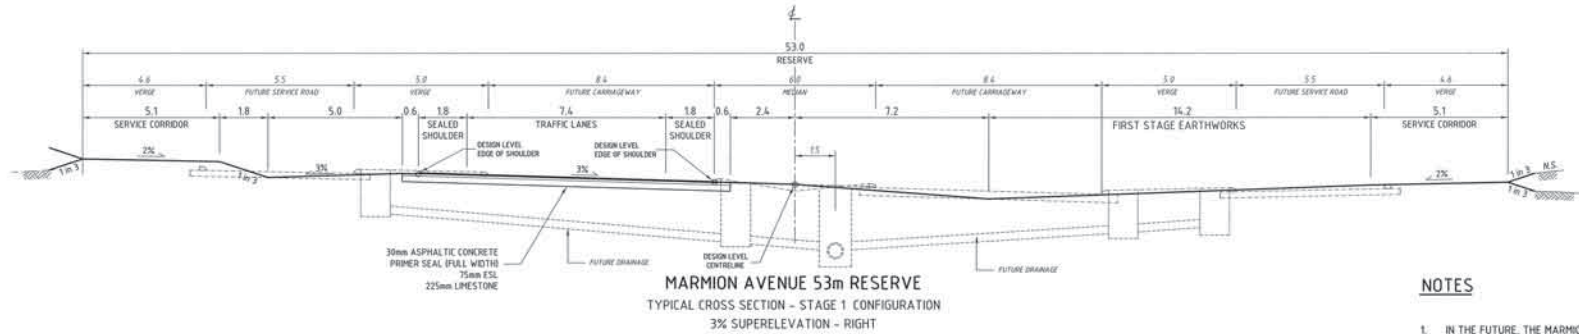 53.0
RESERVE
4.6 5.5 5.0 8.4 6.0 8.4 5.0 5.5 4.6
VERGE FUTURE SERVICE ROAD VERGE FUTURE CARRIAGEWAY MEDIAN FUTURE CARRIAGEWAY VERGE FUTURE SERVICE ROAD VERGE
5.1 1.8 5.0 0.6 1.8 7.4 1.8 0.6 2.4 7.2 14.2 5.1
SERVICE CORRIDOR SEALED TRAFFIC LANES SEALED FIRST STAGE EARTHWORKS SERVICE CORRIDOR
SHOULDER SHOULDER
DESIGN LEVEL
EDGE OF SHOULDER
DESIGN LEVEL
EDGE OF SHOULDER
1.5
2% 3% 3% 2%
1 in 3 1 in 3 1 in 3 N.S.
1 in 3
30mm ASPHALTIC CONCRETE
PRIMER SEAL (FULL WIDTH)
75mm ESL
225mm LIMESTONE
FUTURE DRAINAGE
DESIGN LEVEL
CENTRELINE
FUTURE DRAINAGE
MARMION AVENUE 53m RESERVE
TYPICAL CROSS SECTION - STAGE 1 CONFIGURATION
3% SUPERELEVATION - RIGHT
NOTES
1. IN THE FUTURE, THE MARMIO